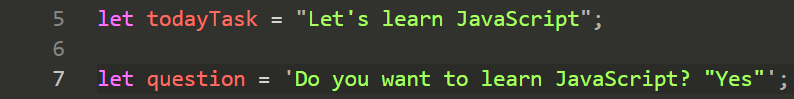 5 let todayTask = "Let's learn JavaScript";
6
7 let question = 'Do you want to learn JavaScript? "Yes"';